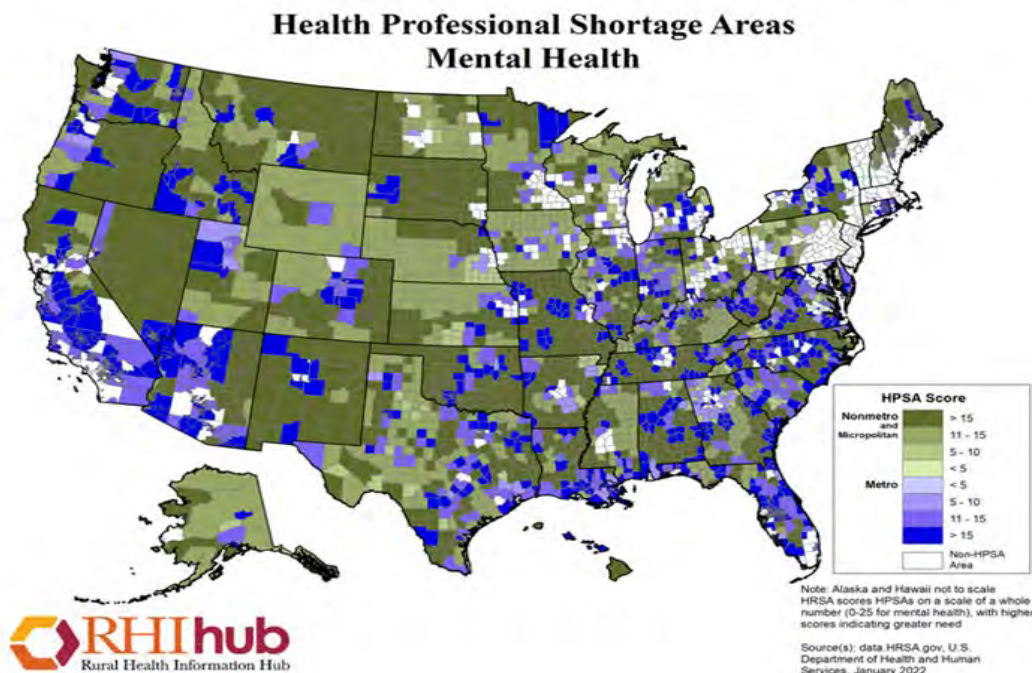 Health Professional Shortage Areas
Mental Health
HPSA Score
Nonmetro
and
Micropolitan
> 15
11 - 15
5 - 10
< 5
Metro
< 5
5 - 10
11 - 15
> 15
Non-HPSA
Area
Note: Alaska and Hawaii not to scale
HRSA scores HPSAs on a scale of a whole
number (0-25 for mental health), with higher
scores indicating greater need
Source(s): data.HRSA.gov, U.S.
Department of Health and Human
Services, January 2022
RHIhub
Rural Health Information Hub